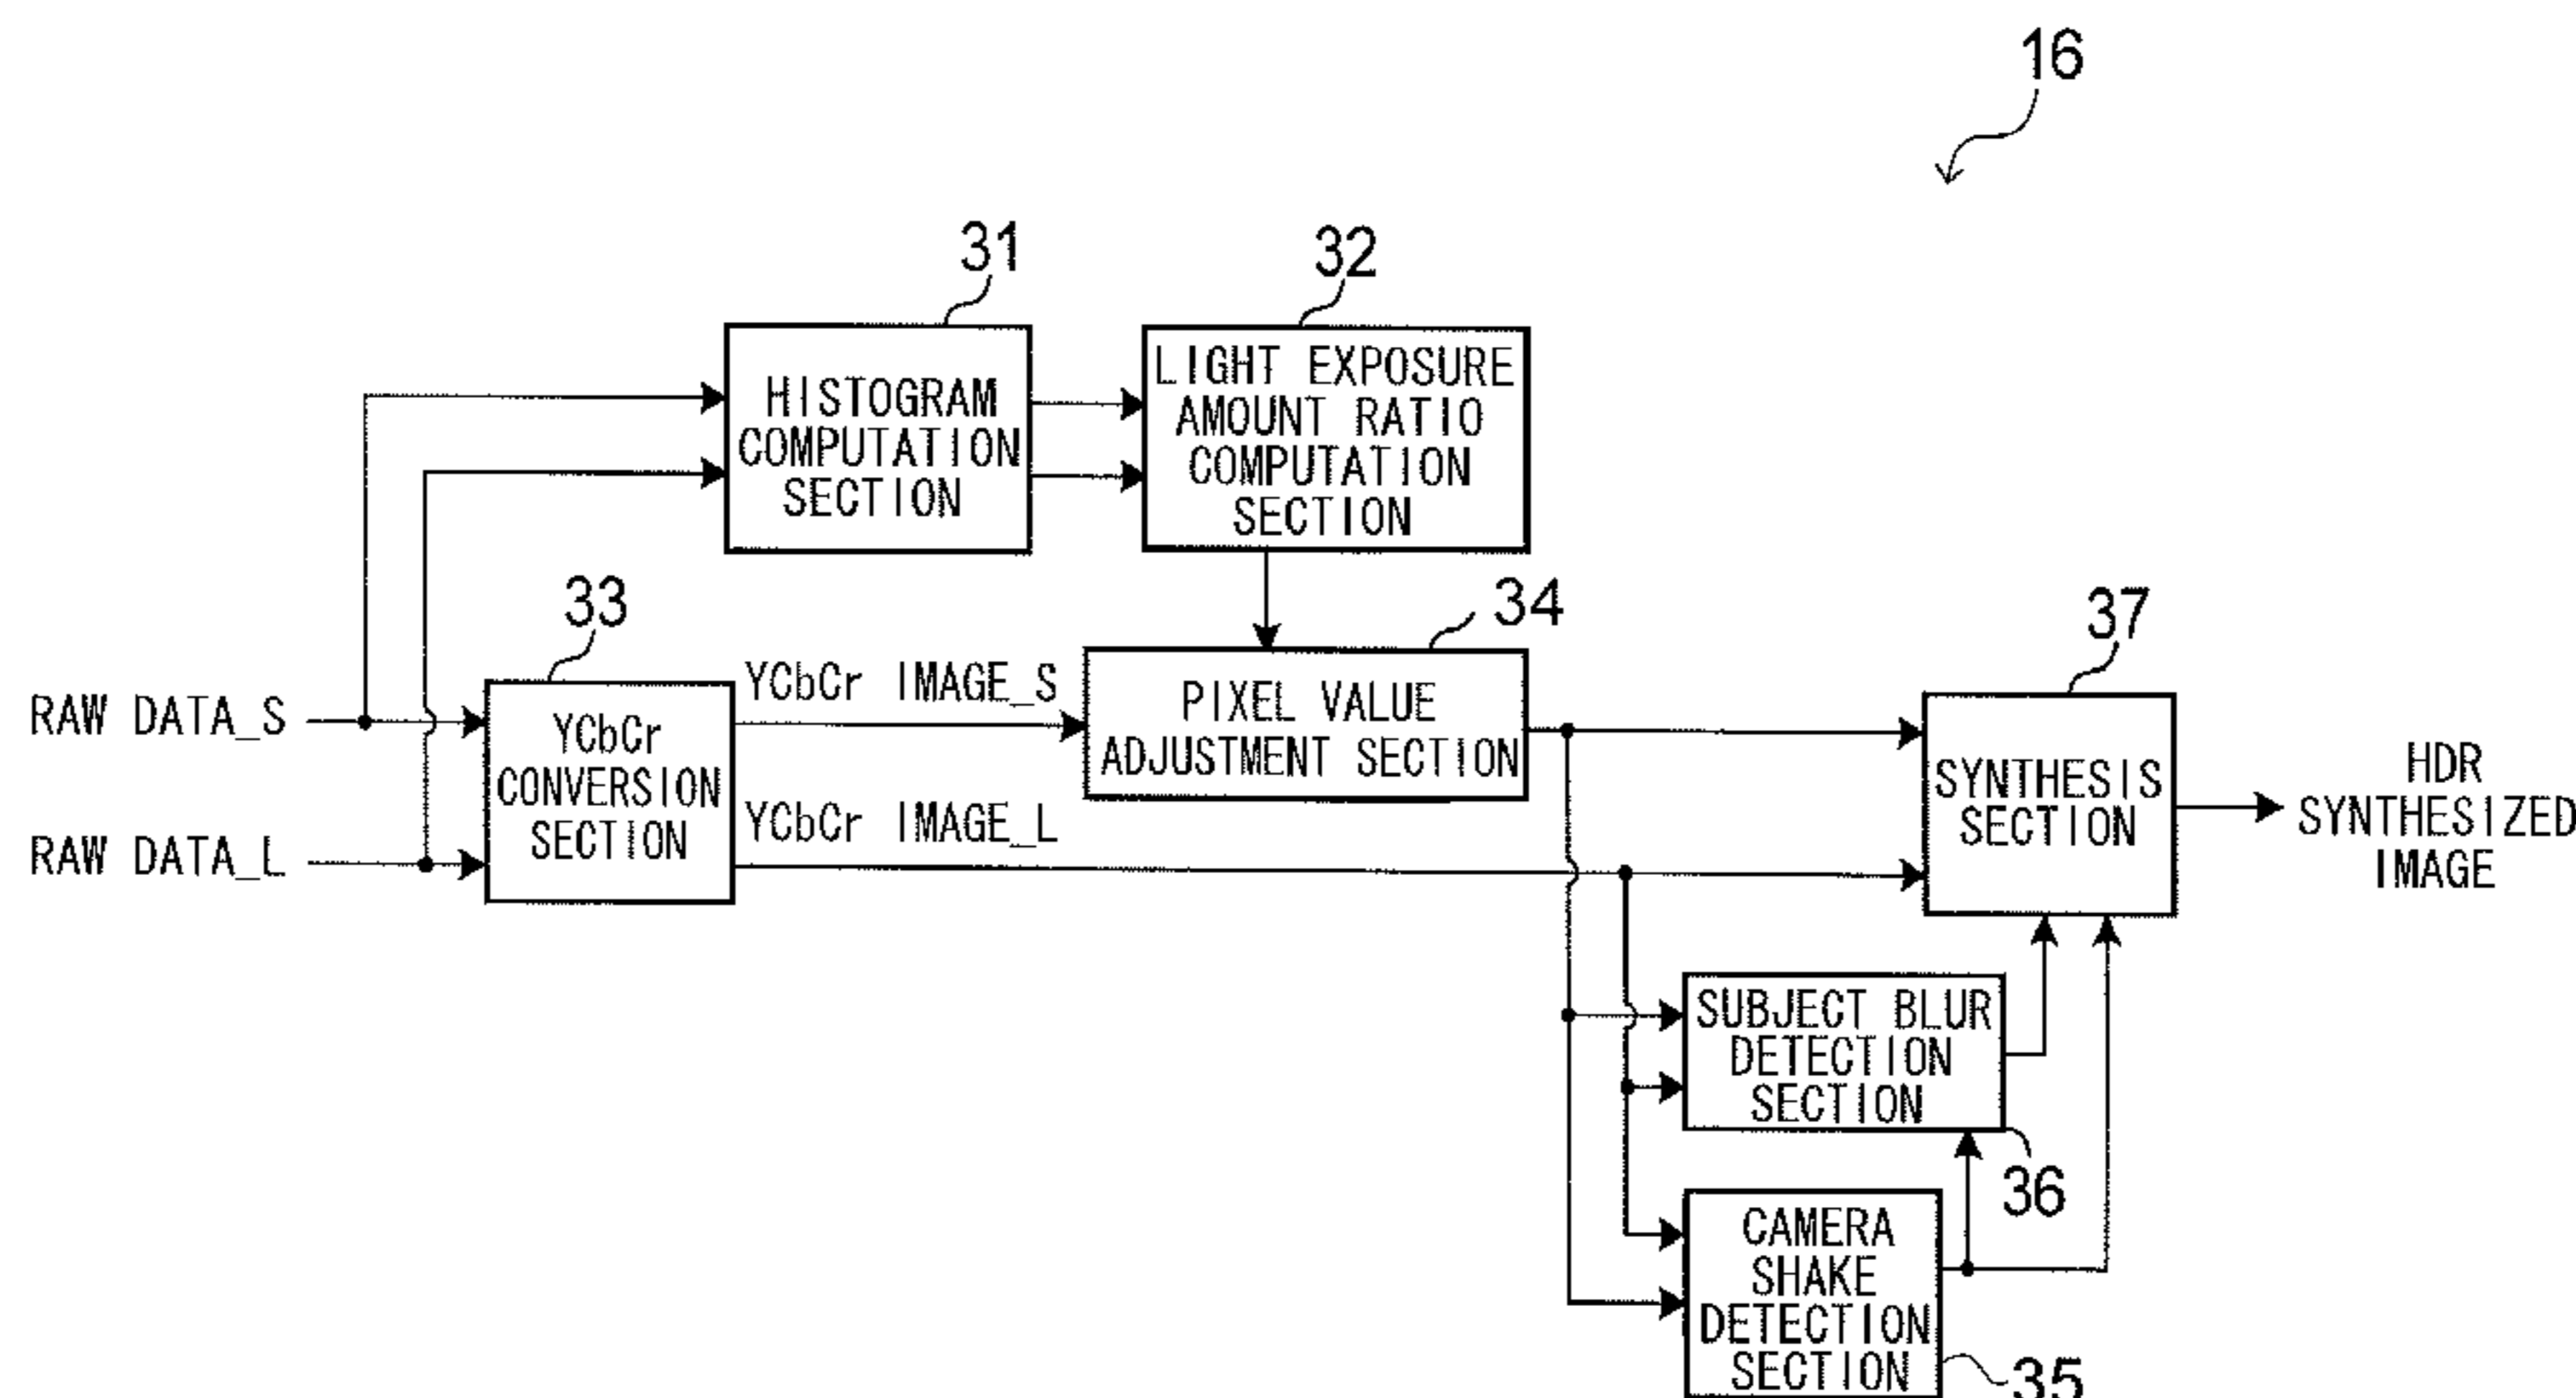 16
31
32
HISTOGRAM
COMPUTATION
SECTION
LIGHT EXPOSURE
AMOUNT RATIO
COMPUTATION
SECTION
33
34
37
RAW DATA_S
RAW DATA_L
YCbCr
CONVERSION
SECTION
YCbCr IMAGE_S
YCbCr IMAGE_L
PIXEL VALUE
ADJUSTMENT SECTION
SYNTHESIS
SECTION
HDR
SYNTHESIZED
IMAGE
SUBJECT BLUR
DETECTION
SECTION
36
CAMERA
SHAKE
DETECTION
SECTION
35